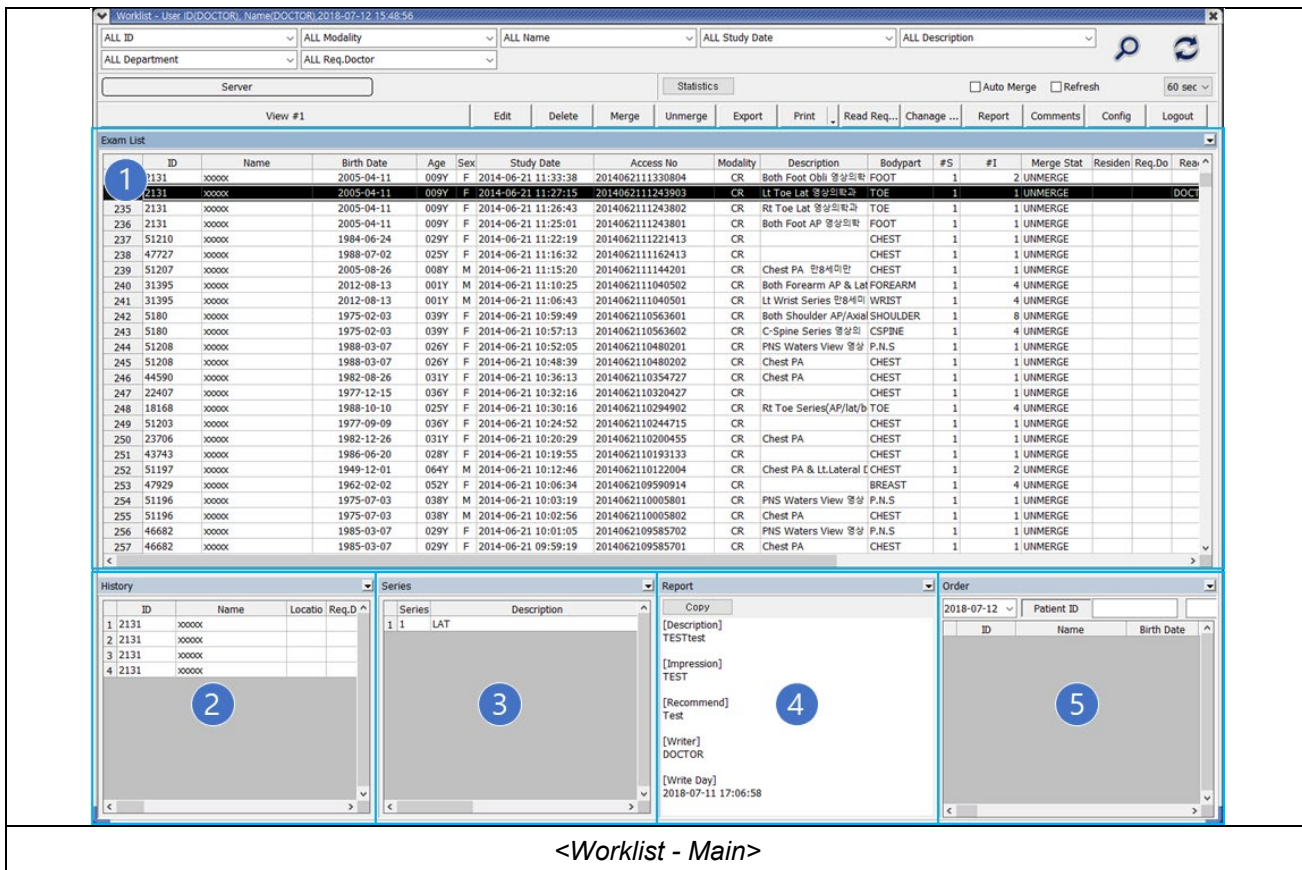 Worklist - User ID(DOCTOR), Name(DOCTOR),2018-07-12 15:48:56
ALL ID ALL Modality ALL Name ALL Study Date ALL Description
ALL Department ALL Req.Doctor
Server Statistics Auto Merge Refresh 60 sec
View #1 Edit Delete Merge Unmerge Export Print Read Req... Chanage ... Report Comments Config Logout
Exam List
1
ID Name Birth Date Age Sex Study Date Access No Modality Description Bodypart #S #I Merge Stat Residen Req.Do Rea
2131 xxxxx 2005-04-11 009Y F 2014-06-21 11:33:38 2014062111330804 CR Both Foot Obli 영상의학 FOOT 1 2 UNMERGE
2131 xxxxx 2005-04-11 009Y F 2014-06-21 11:27:15 2014062111243903 CR Lt Toe Lat 영상의학과 TOE 1 1 UNMERGE DOCT
235 2131 xxxxx 2005-04-11 009Y F 2014-06-21 11:26:43 2014062111243802 CR Rt Toe Lat 영상의학과 TOE 1 1 UNMERGE
236 2131 xxxxx 2005-04-11 009Y F 2014-06-21 11:25:01 2014062111243801 CR Both Foot AP 영상의학 FOOT 1 1 UNMERGE
237 51210 xxxxx 1984-06-24 029Y F 2014-06-21 11:22:19 2014062111221413 CR CHEST 1 1 UNMERGE
238 47727 xxxxx 1988-07-02 025Y F 2014-06-21 11:16:32 2014062111162413 CR CHEST 1 1 UNMERGE
239 51207 xxxxx 2005-08-26 008Y M 2014-06-21 11:15:20 2014062111144201 CR Chest PA 만8세미만 CHEST 1 1 UNMERGE
240 31395 xxxxx 2012-08-13 001Y M 2014-06-21 11:10:25 2014062111040502 CR Both Forearm AP & Lat FOREARM 1 4 UNMERGE
241 31395 xxxxx 2012-08-13 001Y M 2014-06-21 11:06:43 2014062111040501 CR Lt Wrist Series 만8세미 WRIST 1 4 UNMERGE
242 5180 xxxxx 1975-02-03 039Y F 2014-06-21 10:59:49 2014062110563601 CR Both Shoulder AP/Axial SHOULDER 1 8 UNMERGE
243 5180 xxxxx 1975-02-03 039Y F 2014-06-21 10:57:13 2014062110563602 CR C-Spine Series 영상의 CSPINE 1 4 UNMERGE
244 51208 xxxxx 1988-03-07 026Y F 2014-06-21 10:52:05 2014062110480201 CR PNS Waters View 영상 P.N.S 1 1 UNMERGE
245 51208 xxxxx 1988-03-07 026Y F 2014-06-21 10:48:39 2014062110480202 CR Chest PA CHEST 1 1 UNMERGE
246 44590 xxxxx 1982-08-26 031Y F 2014-06-21 10:36:13 2014062110354727 CR Chest PA CHEST 1 1 UNMERGE
247 22407 xxxxx 1977-12-15 036Y F 2014-06-21 10:32:16 2014062110320427 CR CHEST 1 1 UNMERGE
248 18168 xxxxx 1988-10-10 025Y F 2014-06-21 10:30:16 2014062110294902 CR Rt Toe Series(AP/lat/b TOE 1 4 UNMERGE
249 51203 xxxxx 1977-09-09 036Y F 2014-06-21 10:24:52 2014062110244715 CR CHEST 1 1 UNMERGE
250 23706 xxxxx 1982-12-26 031Y F 2014-06-21 10:20:29 2014062110200455 CR Chest PA CHEST 1 1 UNMERGE
251 43743 xxxxx 1986-06-20 028Y F 2014-06-21 10:19:55 2014062110193133 CR CHEST 1 1 UNMERGE
252 51197 xxxxx 1949-12-01 064Y M 2014-06-21 10:12:46 2014062110122004 CR Chest PA & Lt.Lateral D CHEST 1 2 UNMERGE
253 47929 xxxxx 1962-02-02 052Y F 2014-06-21 10:06:34 2014062109590914 CR BREAST 1 4 UNMERGE
254 51196 xxxxx 1975-07-03 038Y M 2014-06-21 10:03:19 2014062110005801 CR PNS Waters View 영상 P.N.S 1 1 UNMERGE
255 51196 xxxxx 1975-07-03 038Y M 2014-06-21 10:02:56 2014062110005802 CR Chest PA CHEST 1 1 UNMERGE
256 46682 xxxxx 1985-03-07 029Y F 2014-06-21 10:01:05 2014062109585702 CR PNS Waters View 영상 P.N.S 1 1 UNMERGE
257 46682 xxxxx 1985-03-07 029Y F 2014-06-21 09:59:19 2014062109585701 CR Chest PA CHEST 1 1 UNMERGE
History
ID Name Locatio Req.D
1 2131 xxxxx
2 2131 xxxxx
3 2131 xxxxx
4 2131 xxxxx
2
Series
Series Description
1 1 LAT
3
Report
Copy
[Description]
TESTtest
[Impression]
TEST
[Recommend]
Test
[Writer]
DOCTOR
[Write Day]
2018-07-11 17:06:58
4
Order
2018-07-12 Patient ID
ID Name Birth Date
5
<Worklist - Main>